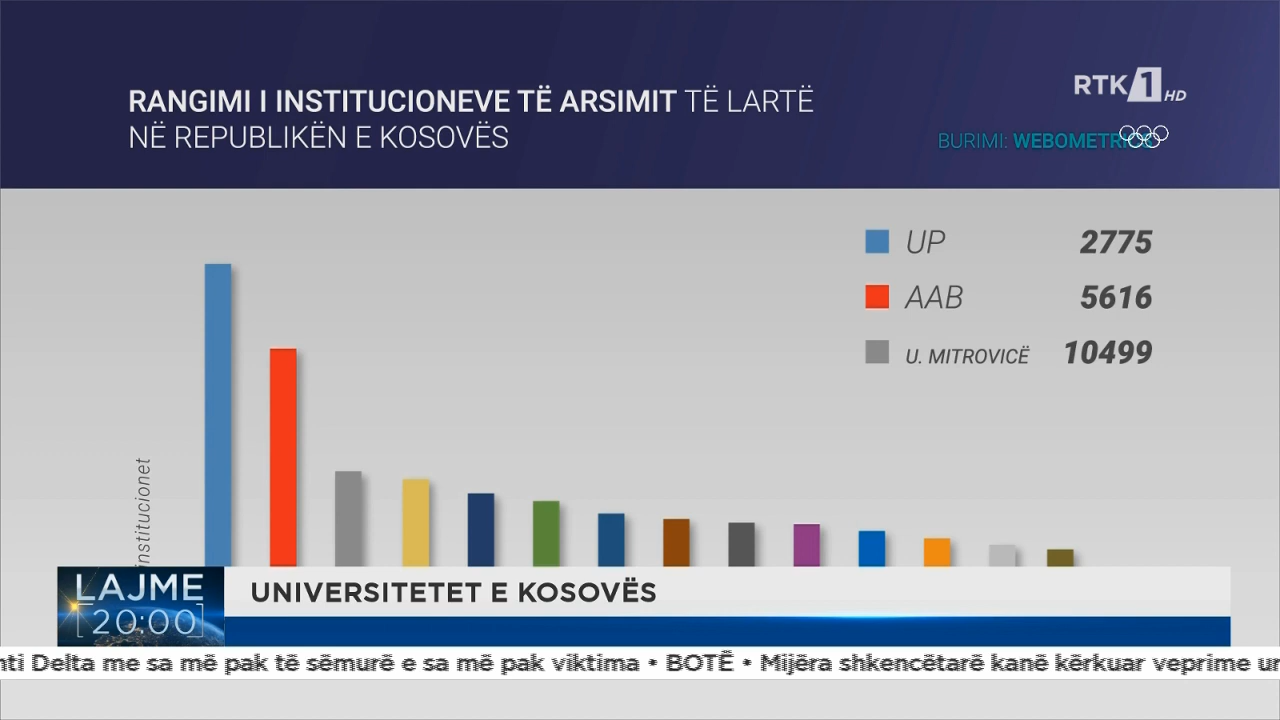 RANGIMI I INSTITUCIONEVE TË ARSIMIT TË LARTË
NË REPUBLIKËN E KOSOVËS
RTK 1 HD
BURIMI: WEBOMETRICS
UP 2775
AAB 5616
U. MITROVICË 10499
institucionet
LAJME
20:00
UNIVERSITETET E KOSOVËS
Delta me sa më pak të sëmurë e sa më pak viktima • BOTË • Mijëra shkencëtarë kanë kërkuar veprime